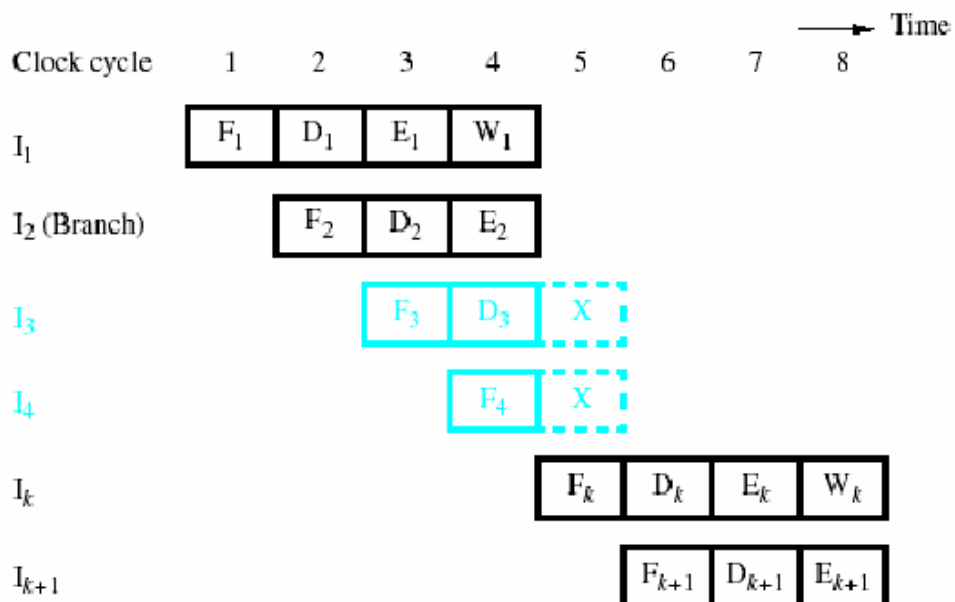 Time
Clock cycle 1 2 3 4 5 6 7 8
I₁ F₁ D₁ E₁ W₁
I₂ (Branch) F₂ D₂ E₂
I₃ F₃ D₃ X
I₄ F₄ X
Iₖ Fₖ Dₖ Eₖ Wₖ
Iₖ₊₁ Fₖ₊₁ Dₖ₊₁ Eₖ₊₁